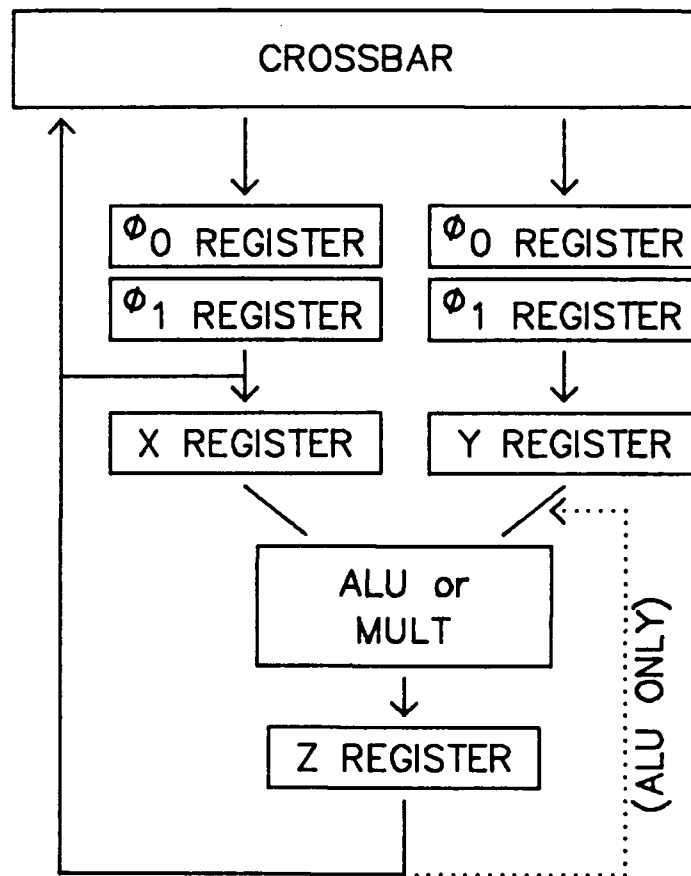 CROSSBAR
ϕ0 REGISTER
ϕ0 REGISTER
ϕ1 REGISTER
ϕ1 REGISTER
X REGISTER
Y REGISTER
ALU or
MULT
(ALU ONLY)
Z REGISTER